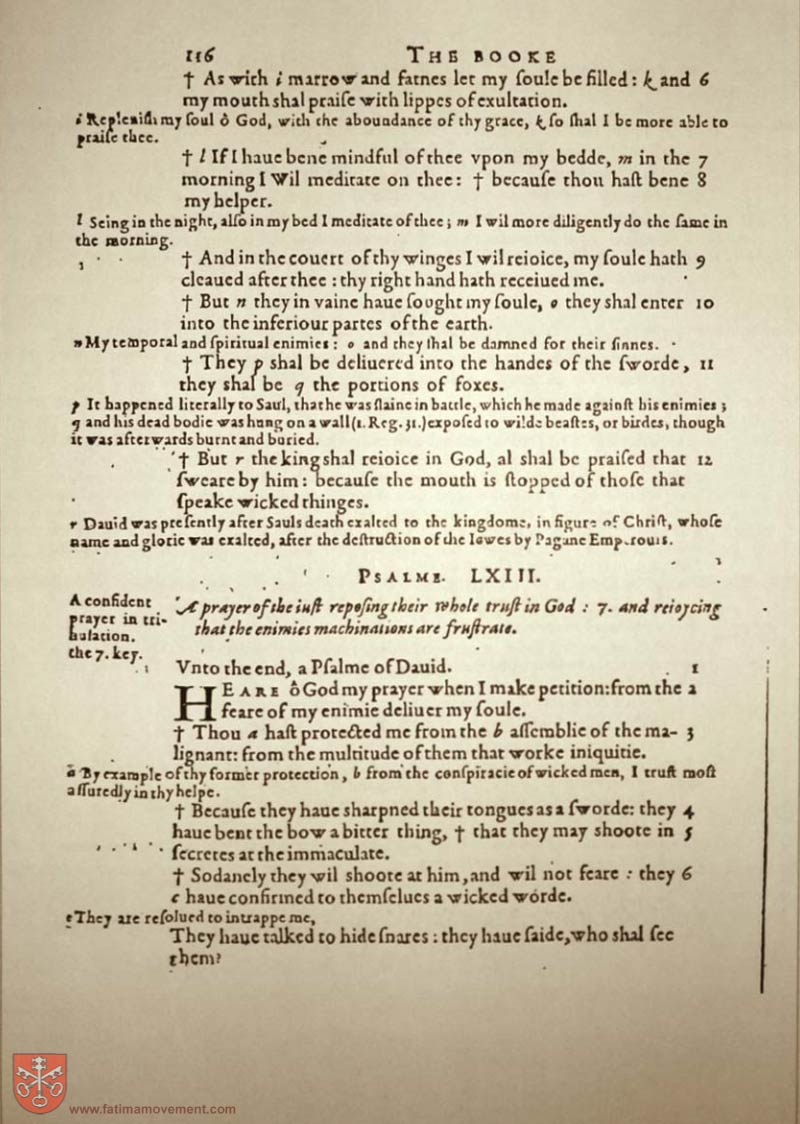 116 THE BOOKE
† As with i marrow and fatnes let my ſoule be filled: k and 6
my mouth shal praiſe with lippes of exultation.
i Replenish my ſoul ô God, with the aboundance of thy grace, k ſo ſhal I be more able to
praiſe thee.
† l If I haue bene mindful of thee vpon my bedde, m in the 7
morning I Wil meditate on thee: † becauſe thou haſt bene 8
my helper.
l Seing in the night, alſo in my bed I meditate of thee; m I wil more diligently do the ſame in
the morning.
† And in the couert of thy winges I wil reioice, my ſoule hath 9
cleaued after thee: thy right hand hath receiued me.
† But n they in vaine haue ſought my ſoule, o they shal enter 10
into the inferiour partes of the earth.
n My temporal and ſpiritual enimies: o and they ſhal be damned for their ſinnes.
† They p shal be deliuered into the handes of the ſworde, 11
they shal be q the portions of foxes.
p It happened literally to Saul, that he was ſlaine in battle, which he made againſt his enimies;
q and his dead bodie was hung on a wall (1. Reg. 31.) expoſed to wilde beaſtes, or birdes, though
it was afterwards burnt and buried.
† But r the king shal reioice in God, al shal be praiſed that 12
ſweare by him: becauſe the mouth is ſtopped of thoſe that
ſpeake wicked thinges.
r Dauid was preſently after Sauls death exalted to the kingdome, in figure of Chriſt, whoſe
name and glorie was exalted, after the deſtruction of the Iewes by Pagane Emperours.
PSALME. LXIII.
A confident
prayer in tri-
bulation.
the 7. key.
A prayer of the iuſt repoſing their whole truſt in God: 7. and reioycing
that the enimies machinations are fruſtrate.
Vnto the end, a Pſalme of Dauid. 1
HEARE ô God my prayer when I make petition: from the 2
feare of my enimie deliuer my ſoule.
† Thou a haſt protected me from the b aſſemblie of the ma- 3
lignant: from the multitude of them that worke iniquitie.
a By example of thy former protection, b from the conſpiracie of wicked men, I truſt moſt
aſſuredly in thy helpe.
† Becauſe they haue sharpned their tongues as a ſworde: they 4
haue bent the bow a bitter thing, † that they may shoote in 5
ſecretes at the immaculate.
† Sodanely they wil shoote at him, and wil not feare: they 6
c haue confirmed to themſelues a wicked worde.
c They are reſolued to intrappe me,
They haue talked to hide ſnares: they haue ſaide, who shal ſee
them?
www.fatimamovement.com